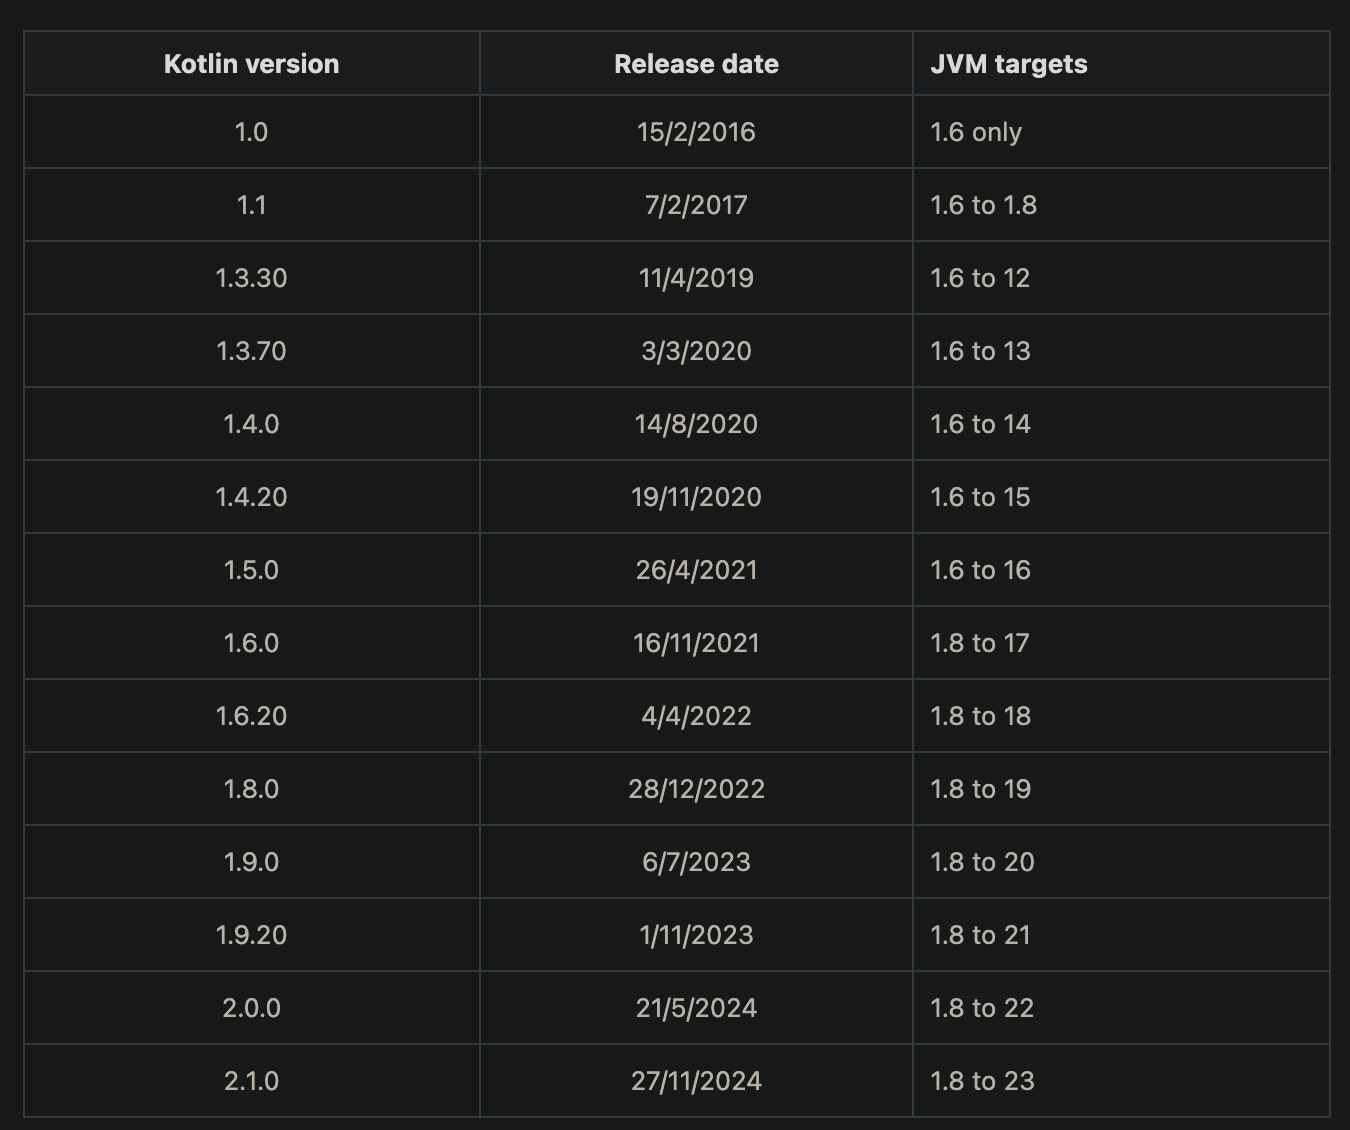 Kotlin version Release date JVM targets
1.0 15/2/2016 1.6 only
1.1 7/2/2017 1.6 to 1.8
1.3.30 11/4/2019 1.6 to 12
1.3.70 3/3/2020 1.6 to 13
1.4.0 14/8/2020 1.6 to 14
1.4.20 19/11/2020 1.6 to 15
1.5.0 26/4/2021 1.6 to 16
1.6.0 16/11/2021 1.8 to 17
1.6.20 4/4/2022 1.8 to 18
1.8.0 28/12/2022 1.8 to 19
1.9.0 6/7/2023 1.8 to 20
1.9.20 1/11/2023 1.8 to 21
2.0.0 21/5/2024 1.8 to 22
2.1.0 27/11/2024 1.8 to 23